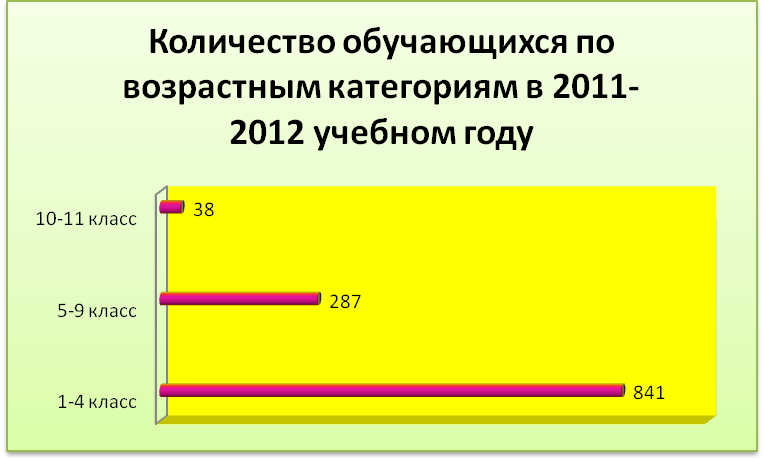 Количество обучающихся по
возрастным категориям в 2011-
2012 учебном году
10-11 класс
38
5-9 класс
287
1-4 класс
841